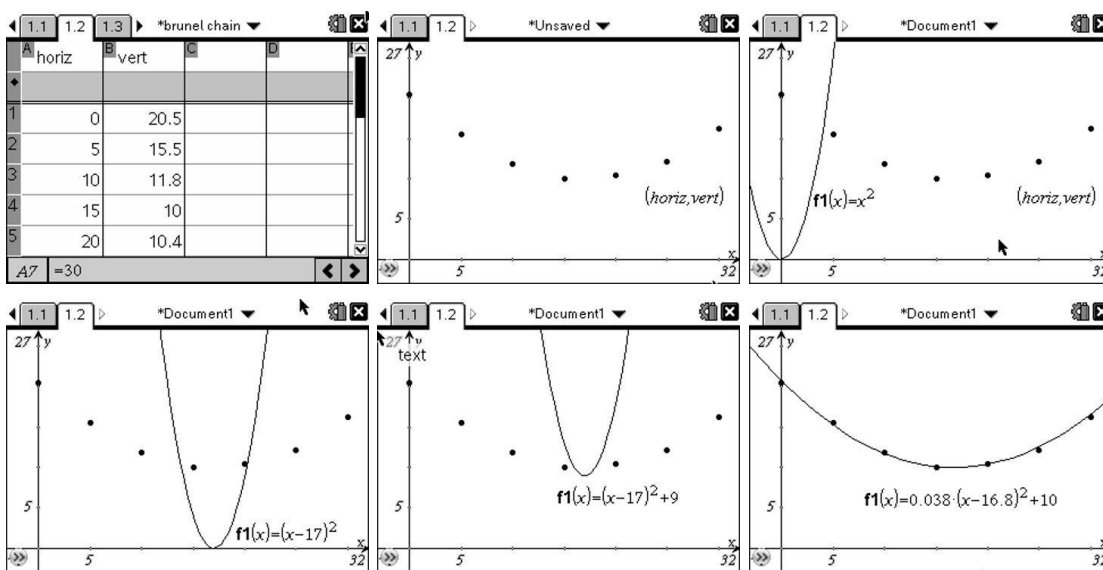 1.1 1.2 1.3 *brunel chain
A horiz B vert C D
1 0 20.5
2 5 15.5
3 10 11.8
4 15 10
5 20 10.4
A7 =30
1.1 1.2 *Unsaved
27 y
(horiz,vert)
5
x
5 32
1.1 1.2 *Document1
27 y
f1(x)=x² (horiz,vert)
5
x
5 32
1.1 1.2 *Document1
27 y
5
f1(x)=(x-17)²
x
5 32
1.1 1.2 *Document1
27 y
text
f1(x)=(x-17)²+9
5
x
5 32
1.1 1.2 *Document1
27 y
f1(x)=0.038·(x-16.8)²+10
5
x
5 32